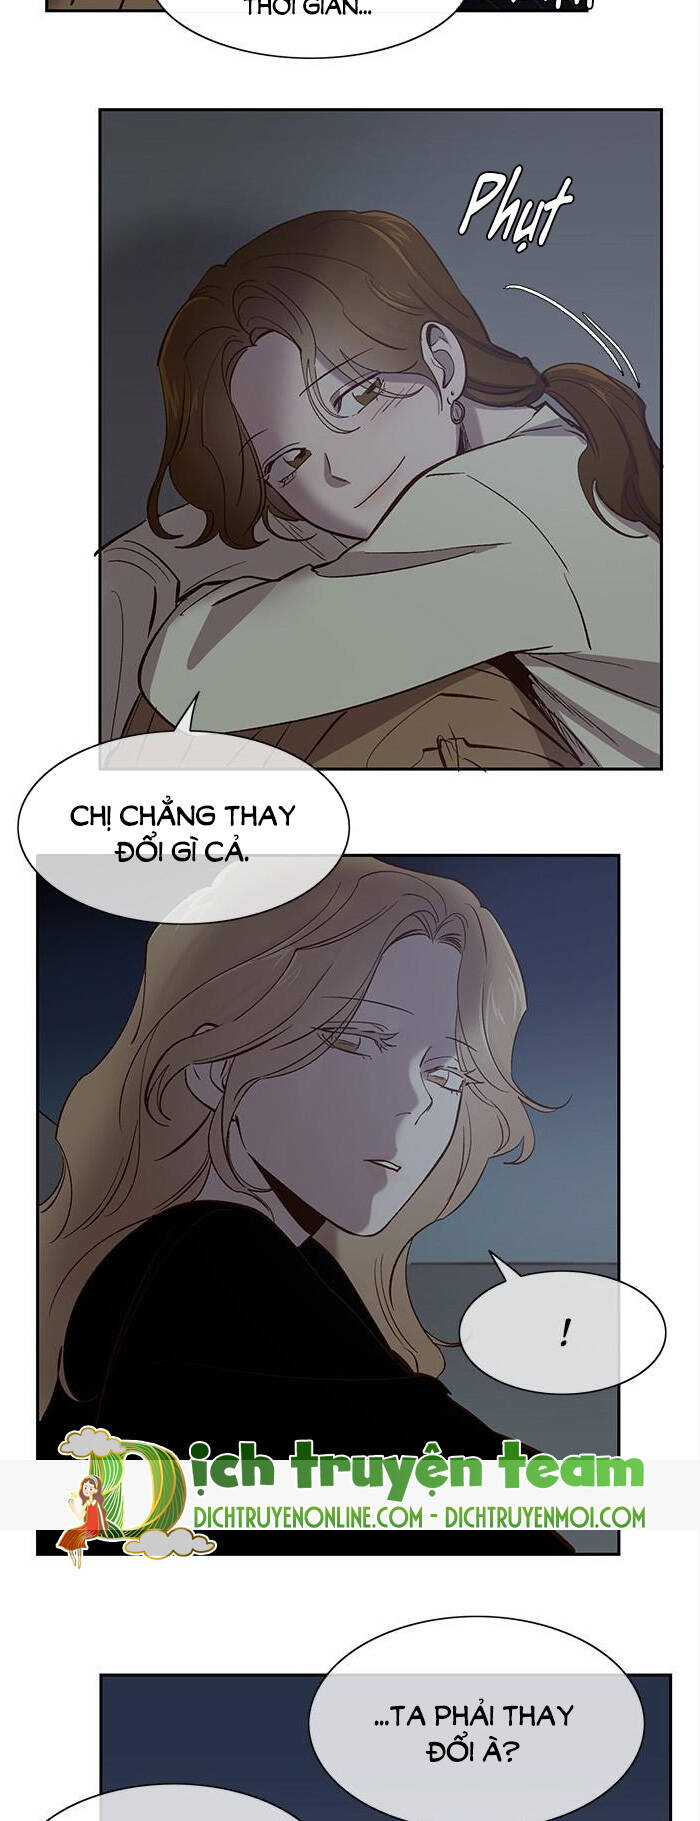 THỜI GIAN...
Phụt
CHỊ CHẲNG THAY
ĐỔI GÌ CẢ.
!
Dịch truyện team
DICHTRUYENONLINE.COM - DICHTRUYENMOI.COM
...TA PHẢI THAY
ĐỔI À?